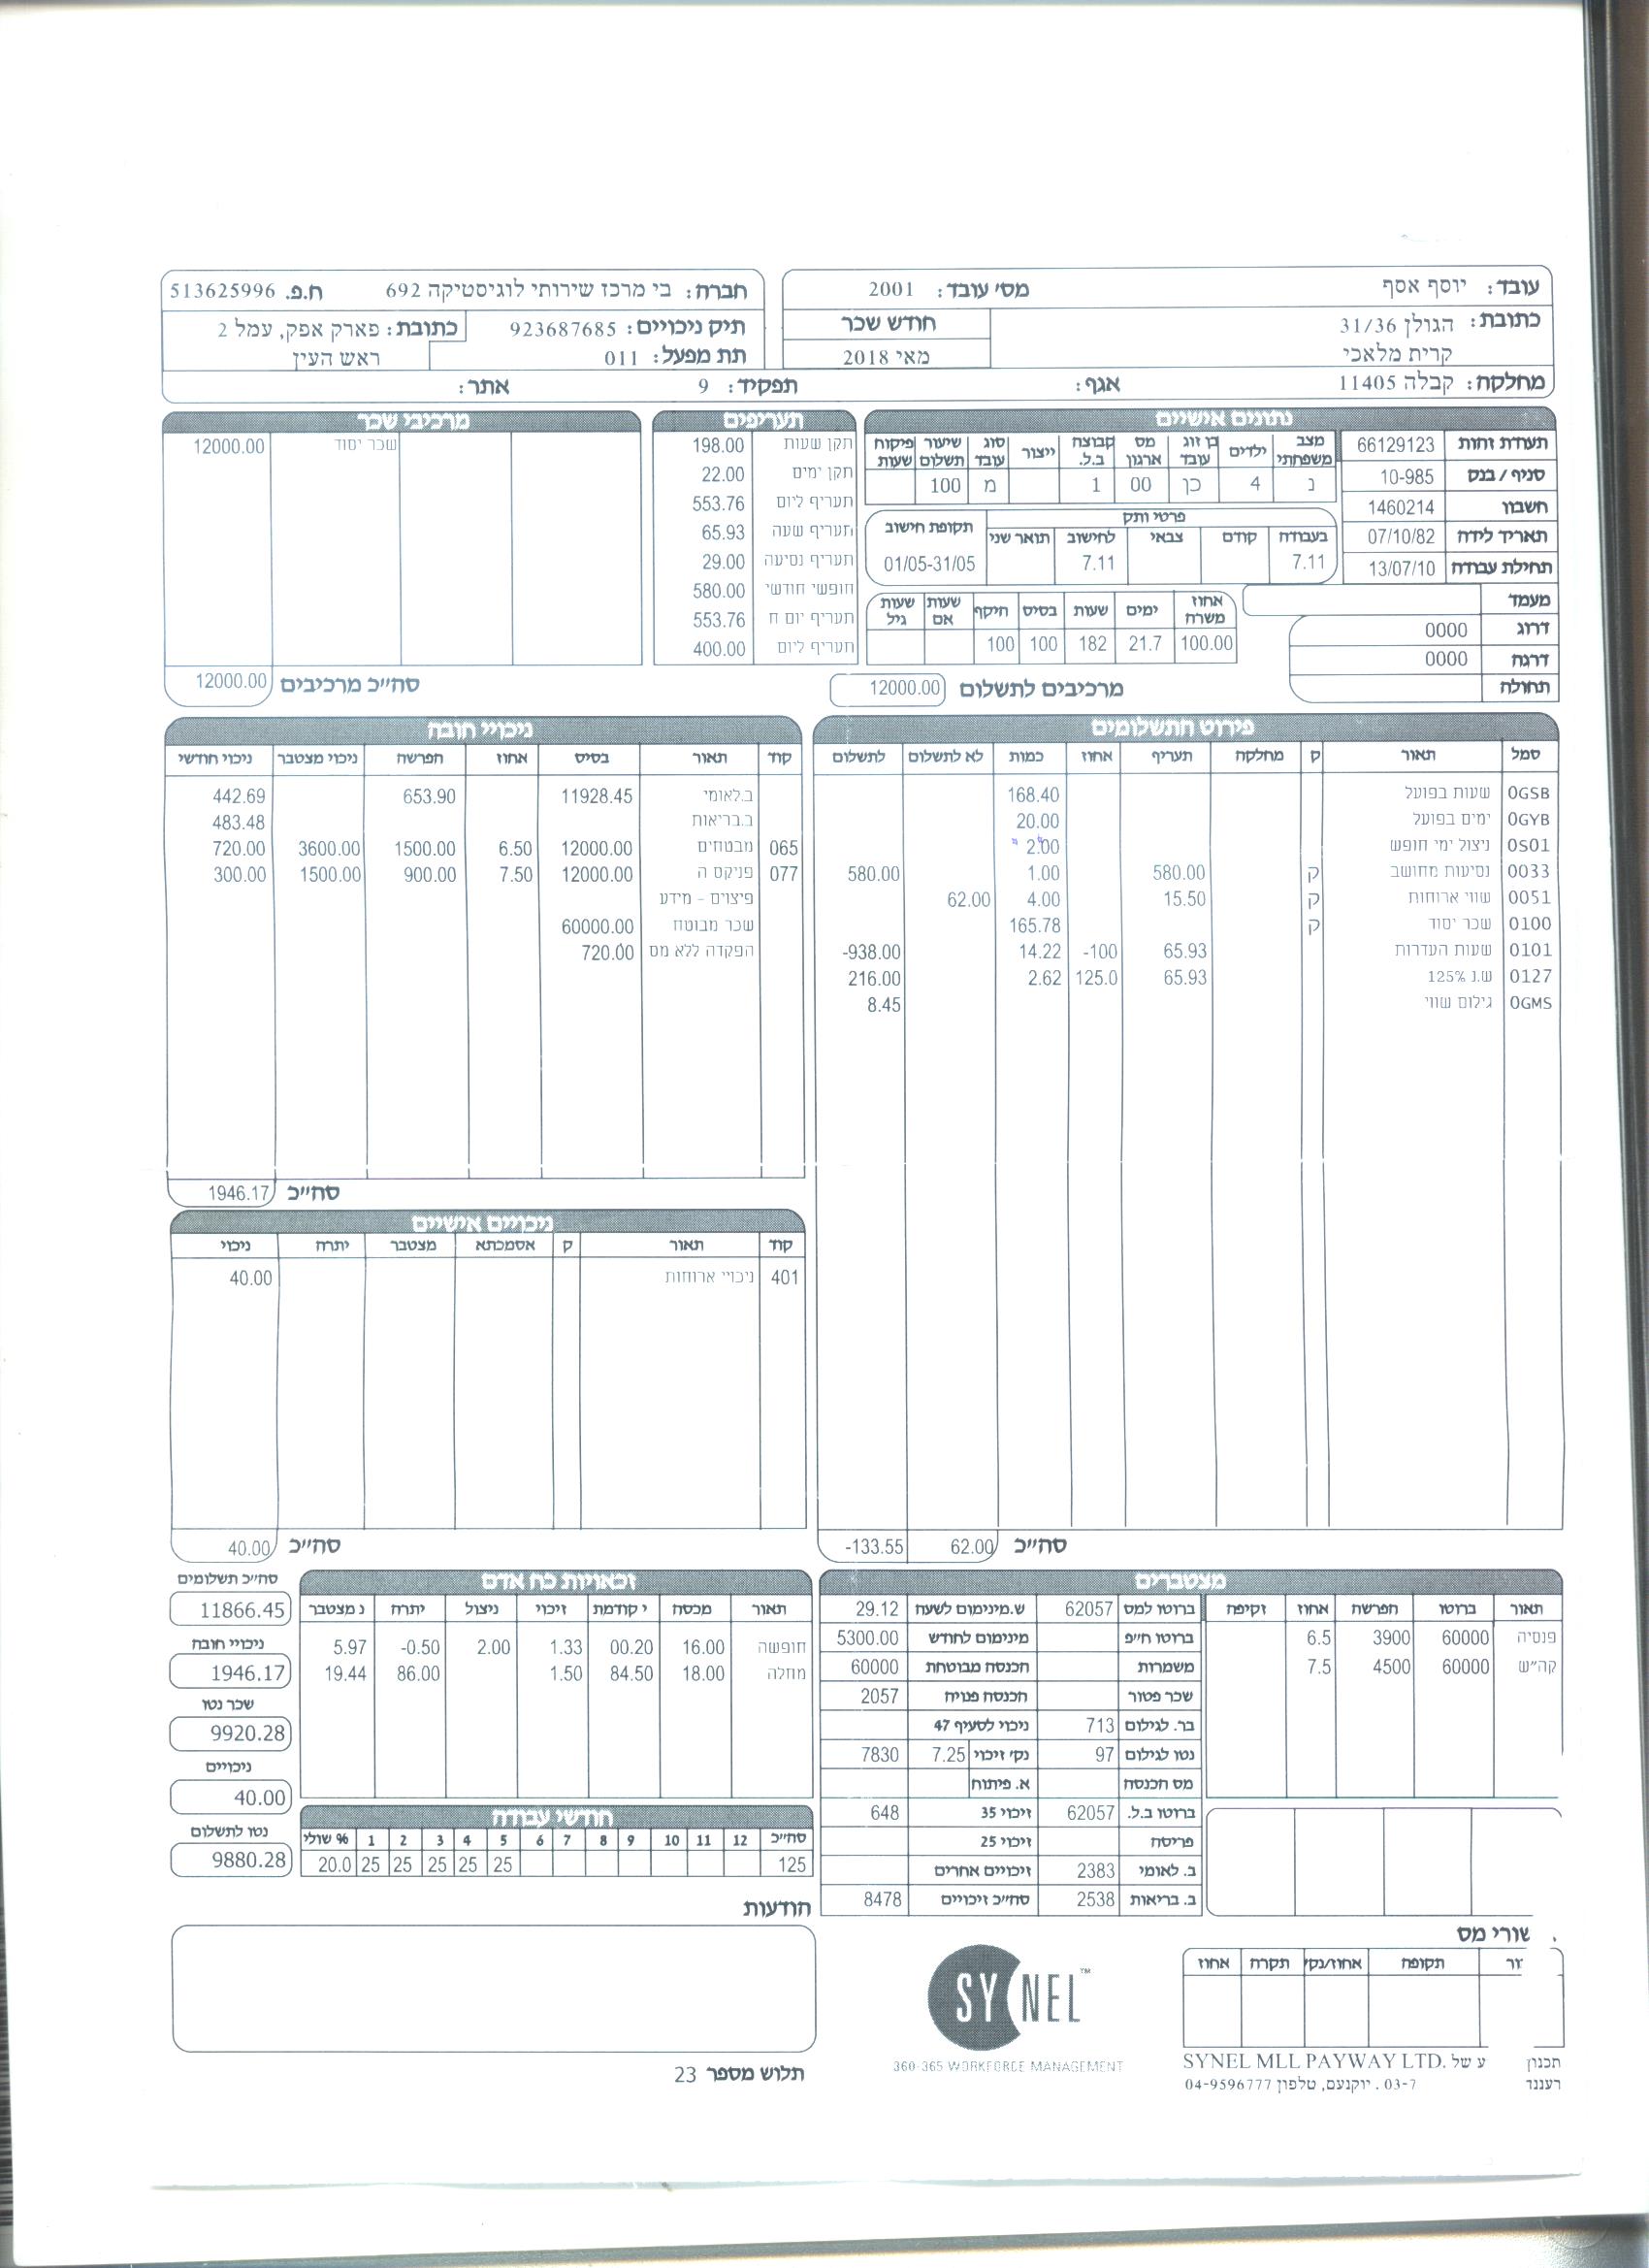 עובד: יוסף אסף מס' עובד: 2001
כתובת: הגולן 31/36
קרית מלאכי
חודש שכר
מאי 2018
חברה: בי מרכז שירותי לוגיסטיקה 692 ח.פ. 513625996
תיק ניכויים: 923687685 כתובת: פארק אפק, עמל 2
תת מפעל: 011 ראש העין
מחלקה: קבלה 11405 אגף: תפקיד: 9 אתר:
נתונים אישיים
תעודת זהות 66129123
סניף / בנק 10-985
חשבון 1460214
תאריד לידה 07/10/82
תחילת עבודה 13/07/10
מעמד
דרוג 0000
דרגה 0000
תחולה
מצב משפחתי ילדים בן זוג עובד מס ארגון קבוצה ב.ל. ייצור סוג עובד שיעור תשלום פיקוח שעות
נ 4 כן 00 1 מ 100
פרטי ותק תקופת חישוב
בעבודה קודם צבאי לחישוב תואר שני
7.11 7.11 01/05-31/05
אחוז משרה ימים שעות בסיס חיקף שעות אם שעות גיל
100.00 21.7 182 100 100
מרכיבים לתשלום 12000.00
תעריפים
תקן שעות 198.00
תקן ימים 22.00
תעריף ליום 553.76
תעריף שעה 65.93
תעריף נסיעה 29.00
חופשי חודשי 580.00
תעריף יום ח 553.76
תעריף ליום 400.00
מרכיבי שכר
שכר יסוד 12000.00
סה״כ מרכיבים 12000.00
פירוט התשלומים
סמל תאור ק מחלקה תעריף אחוז כמות לא לתשלום לתשלום
0GSB שעות בפועל 168.40
0GYB ימים בפועל 20.00
0S01 ניצול ימי חופש 2.00
0033 נסיעות מחושב ק 580.00 1.00 580.00
0051 שווי ארוחות ק 15.50 4.00 62.00
0100 שכר יסוד ק 165.78
0101 שעות העדרות 65.93 -100 14.22 -938.00
0127 ש.נ 125% 65.93 125.0 2.62 216.00
0GMS גילום שווי 8.45
סה״כ 62.00 -133.55
ניכויי חובה
קוד תאור בסיס אחוז הפרשה ניכוי מצטבר ניכוי חודשי
ב.לאומי 11928.45 653.90 442.69
ב.בריאות 483.48
065 מבטחים 12000.00 6.50 1500.00 3600.00 720.00
077 פניקס ה 12000.00 7.50 900.00 1500.00 300.00
פיצוים - מידע
שכר מבוטח 60000.00
הפקדה ללא מס 720.00
סה״כ 1946.17
ניכויים אישיים
קוד תאור ק אסמכתא מצטבר יתרה ניכוי
401 ניכויי ארוחות 40.00
סה״כ 40.00
מצטברים
תאור ברוטו הפרשה אחוז זקיפה
פנסיה 60000 3900 6.5
קה״ש 60000 4500 7.5
ברוטו למס 62057 ש.מינימום לשעה 29.12
ברוטו ח״פ מינימום לחודש 5300.00
משמרות הכנסה מבוטחת 60000
שכר פטור הכנסה פנויה 2057
בר. לגילום 713 ניכוי לסעיף 47
נטו לגילום 97 נק׳ זיכוי 7.25 7830
מס הכנסה א. פיתוח
ברוטו ב.ל. 62057 זיכוי 35 648
פריסה זיכוי 25
ב. לאומי 2383 זיכויים אחרים
ב. בריאות 2538 סה״כ זיכויים 8478
זכאויות כח אדם
תאור מכסה י קודמת זיכוי ניצול יתרה נ מצטבר
חופשה 16.00 00.20 1.33 2.00 -0.50 5.97
מחלה 18.00 84.50 1.50 86.00 19.44
חודשי עבודה
סה״כ 12 11 10 9 8 7 6 5 4 3 2 1 % שולי
125 25 25 25 25 25 20.0
סה״כ תשלומים
11866.45
ניכויי חובה
1946.17
שכר נטו
9920.28
ניכויים
40.00
נטו לתשלום
9880.28
הודעות
שורי מס
תקופה אחוז/נק׳ תקרה אחוז
SYNEL™
360-365 WORKFORCE MANAGEMENT
תכנון ע של SYNEL MLL PAYWAY LTD.
רעננה 03-7 . יוקנעם, טלפון 04-9596777
תלוש מספר 23